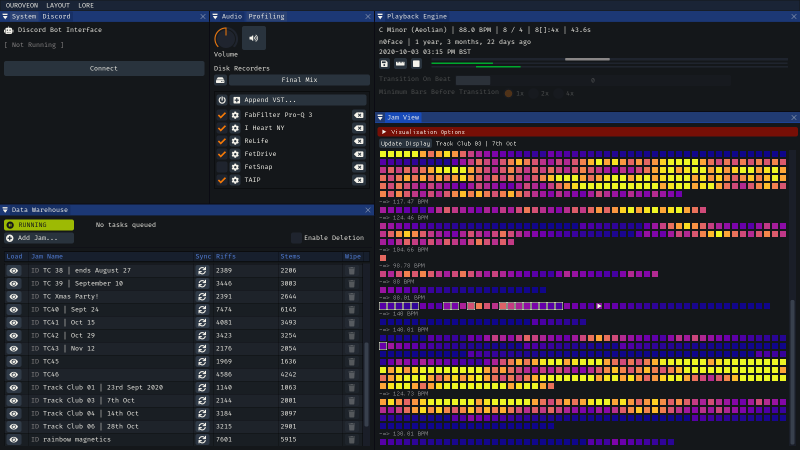 OUROVEON LAYOUT LORE
System Discord
Discord Bot Interface
[ Not Running ]
Connect
Audio Profiling
Volume
Disk Recorders
Final Mix
Append VST...
FabFilter Pro-Q 3
I Heart NY
ReLife
FetDrive
FetSnap
TAIP
Playback Engine
C Minor (Aeolian) | 88.0 BPM | 8 / 4 | 8[]:4x | 43.6s
n0face | 1 year, 3 months, 22 days ago
2020-10-03 03:15 PM BST
Transition On Beat 0
Minimum Bars Before Transition 1x 2x 4x
Jam View
Visualisation Options
Update Display Track Club 03 | 7th Oct
-=> 117.47 BPM
-=> 124.46 BPM
-=> 104.66 BPM
-=> 98.78 BPM
-=> 88 BPM
-=> 88.01 BPM
-=> 140 BPM
-=> 140.01 BPM
-=> 124.73 BPM
-=> 130.01 BPM
Data Warehouse
RUNNING No tasks queued
Add Jam... Enable Deletion
Load Jam Name Sync Riffs Stems Wipe
ID TC 38 | ends August 27 2389 2206
ID TC 39 | September 10 3446 3003
ID TC Xmas Party! 2391 2644
ID TC40 | Sept 24 7474 6145
ID TC41 | Oct 15 4081 3493
ID TC42 | Oct 29 3423 3254
ID TC43 | Nov 12 2176 2054
ID TC45 1969 1636
ID TC46 4586 4242
ID Track Club 01 | 23rd Sept 2020 1140 1063
ID Track Club 03 | 7th Oct 2144 2001
ID Track Club 04 | 14th Oct 3184 3097
ID Track Club 06 | 28th Oct 3215 2901
ID rainbow magnetics 7601 5915